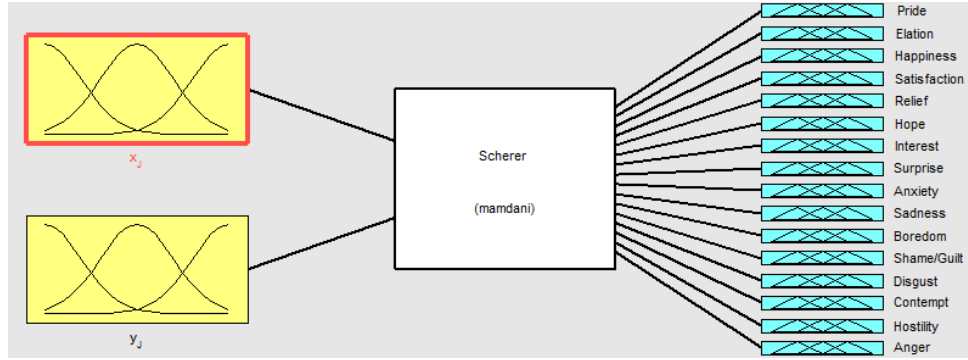 x_J
y_J
Scherer
(mamdani)
Pride
Elation
Happiness
Satisfaction
Relief
Hope
Interest
Surprise
Anxiety
Sadness
Boredom
Shame/Guilt
Disgust
Contempt
Hostility
Anger